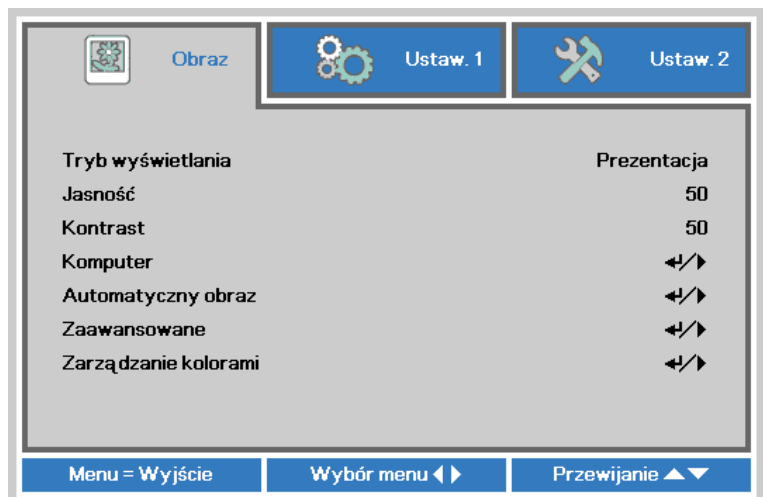 Obraz Ustaw. 1 Ustaw. 2
Tryb wyświetlania Prezentacja
Jasność 50
Kontrast 50
Komputer ↵/▶
Automatyczny obraz ↵/▶
Zaawansowane ↵/▶
Zarządzanie kolorami ↵/▶
Menu = Wyjście Wybór menu ◀ ▶ Przewijanie ▲▼